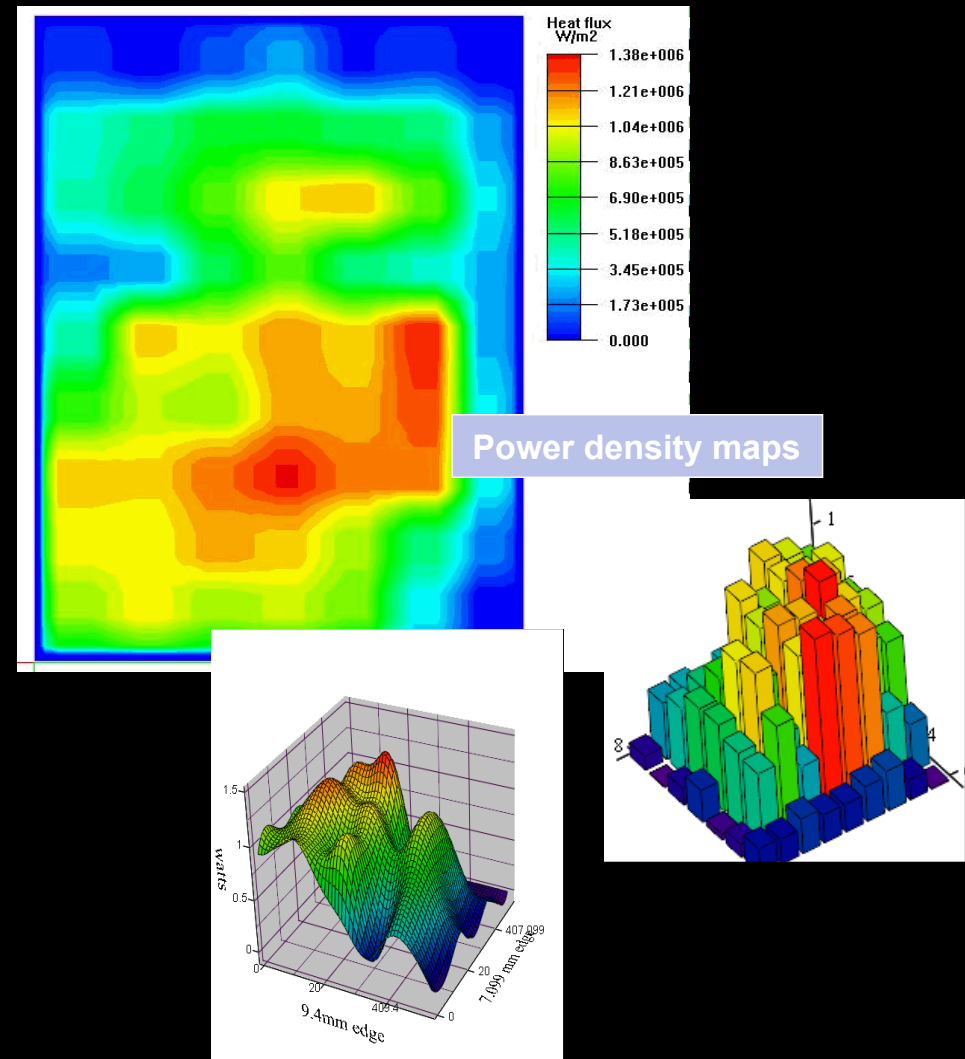 Heat flux
W/m2
1.38e+006
1.21e+006
1.04e+006
8.63e+005
6.90e+005
5.18e+005
3.45e+005
1.73e+005
0.000
Power density maps
1
8
4
1.5
1
0.5
0
watts
0
20
409.4
9.4mm edge
0
20
407.099
7.099 mm edge